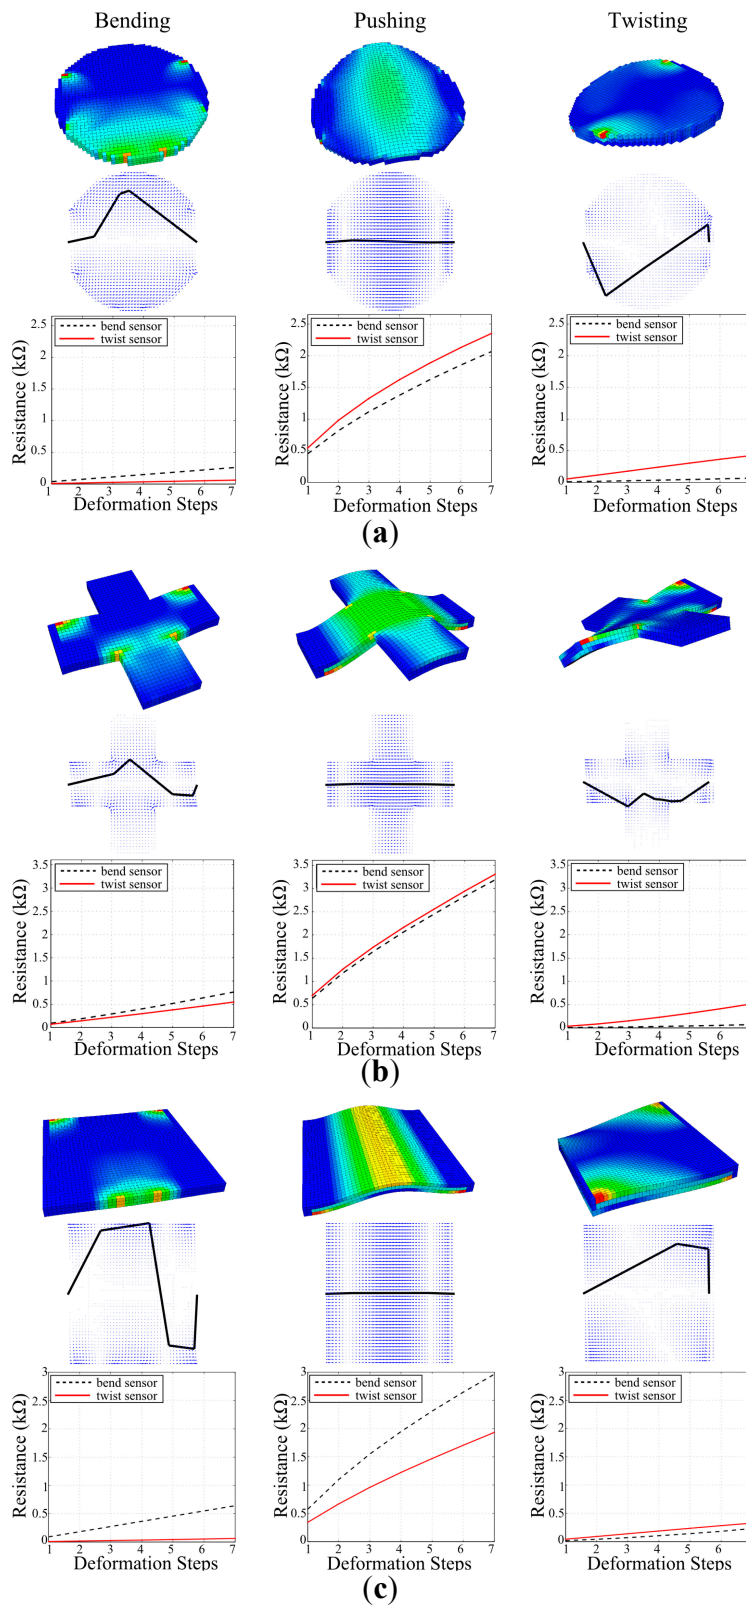 Bending Pushing Twisting
2.5
2
1.5
1
0.5
0
Resistance (kΩ)
bend sensor
twist sensor
1 2 3 4 5 6 7
Deformation Steps
2.5
2
1.5
1
0.5
0
Resistance (kΩ)
bend sensor
twist sensor
1 2 3 4 5 6 7
Deformation Steps
2.5
2
1.5
1
0.5
0
Resistance (kΩ)
bend sensor
twist sensor
1 2 3 4 5 6
Deformation Steps
(a)
3.5
3
2.5
2
1.5
1
0.5
0
Resistance (kΩ)
bend sensor
twist sensor
1 2 3 4 5 6 7
Deformation Steps
3.5
3
2.5
2
1.5
1
0.5
0
Resistance (kΩ)
bend sensor
twist sensor
1 2 3 4 5 6 7
Deformation Steps
3.5
3
2.5
2
1.5
1
0.5
0
Resistance (kΩ)
bend sensor
twist sensor
1 2 3 4 5 6
Deformation Steps
(b)
3
2.5
2
1.5
1
0.5
0
Resistance (kΩ)
bend sensor
twist sensor
1 2 3 4 5 6 7
Deformation Steps
3
2.5
2
1.5
1
0.5
0
Resistance (kΩ)
bend sensor
twist sensor
1 2 3 4 5 6 7
Deformation Steps
3
2.5
2
1.5
1
0.5
0
Resistance (kΩ)
bend sensor
twist sensor
1 2 3 4 5 6
Deformation Steps
(c)